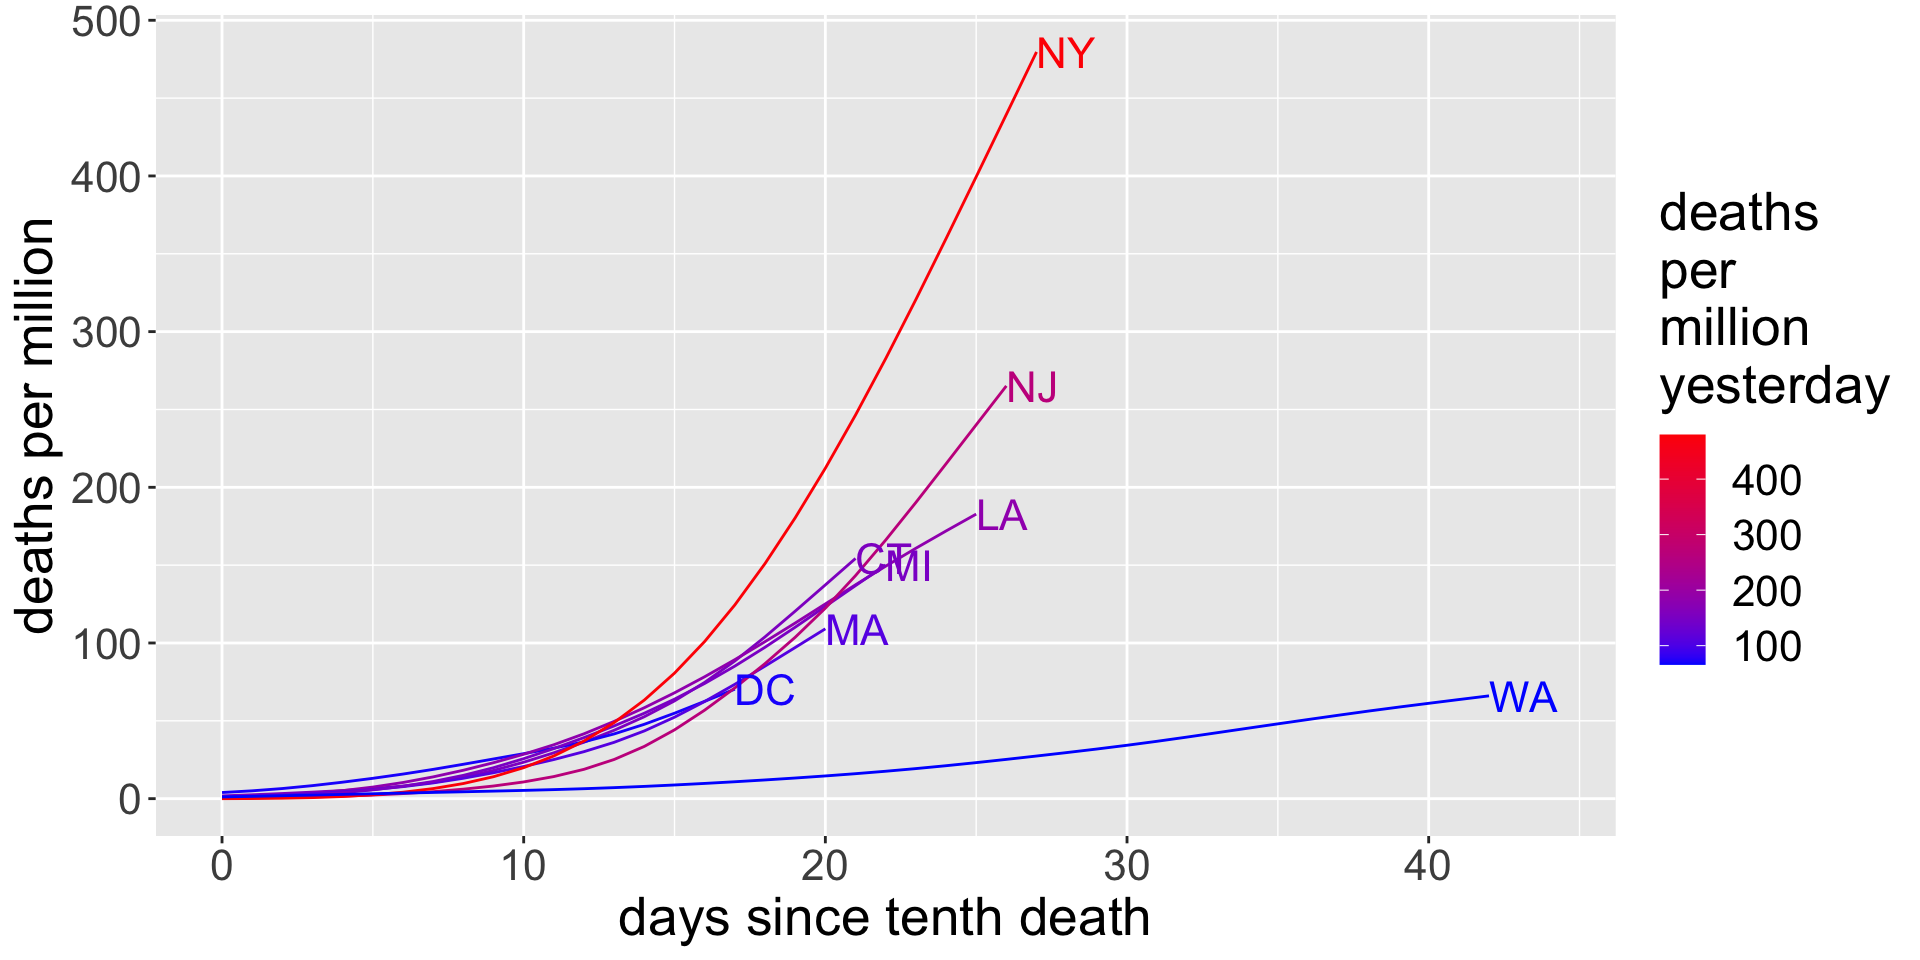 500
400
300
200
100
0
deaths per million
NY
NJ
LA
CT
MI
MA
DC
WA
0 10 20 30 40
days since tenth death
deaths
per
million
yesterday
400
300
200
100